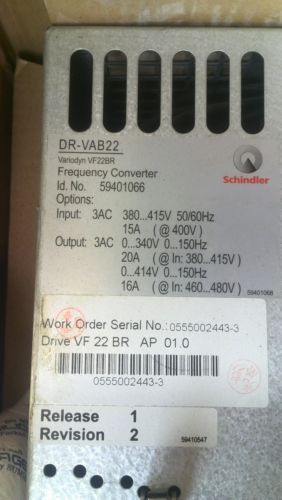 DR-VAB22
Variodyn VF22BR
Frequency Converter
Id. No. 59401066
Schindler
Options:
Input: 3AC 380...415V 50/60Hz
15A (@ 400V)
Output: 3AC 0...340V 0...150Hz
20A (@ In: 380...415V)
0...414V 0...150Hz
16A (@ In: 460...480V)
59401068
Work Order Serial No.: 0555002443-3
Drive VF 22 BR AP 01.0
0555002443-3
Release 1
Revision 2
59410547